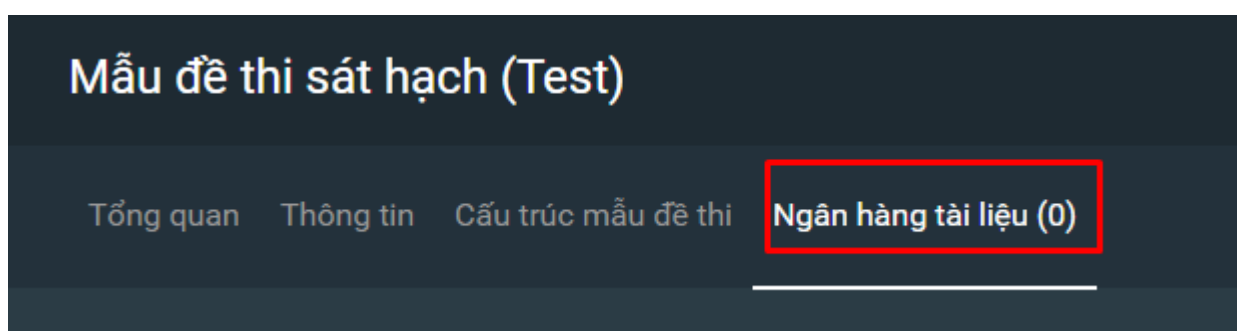 Mẫu đề thi sát hạch (Test)
Tổng quan Thông tin Cấu trúc mẫu đề thi Ngân hàng tài liệu (0)